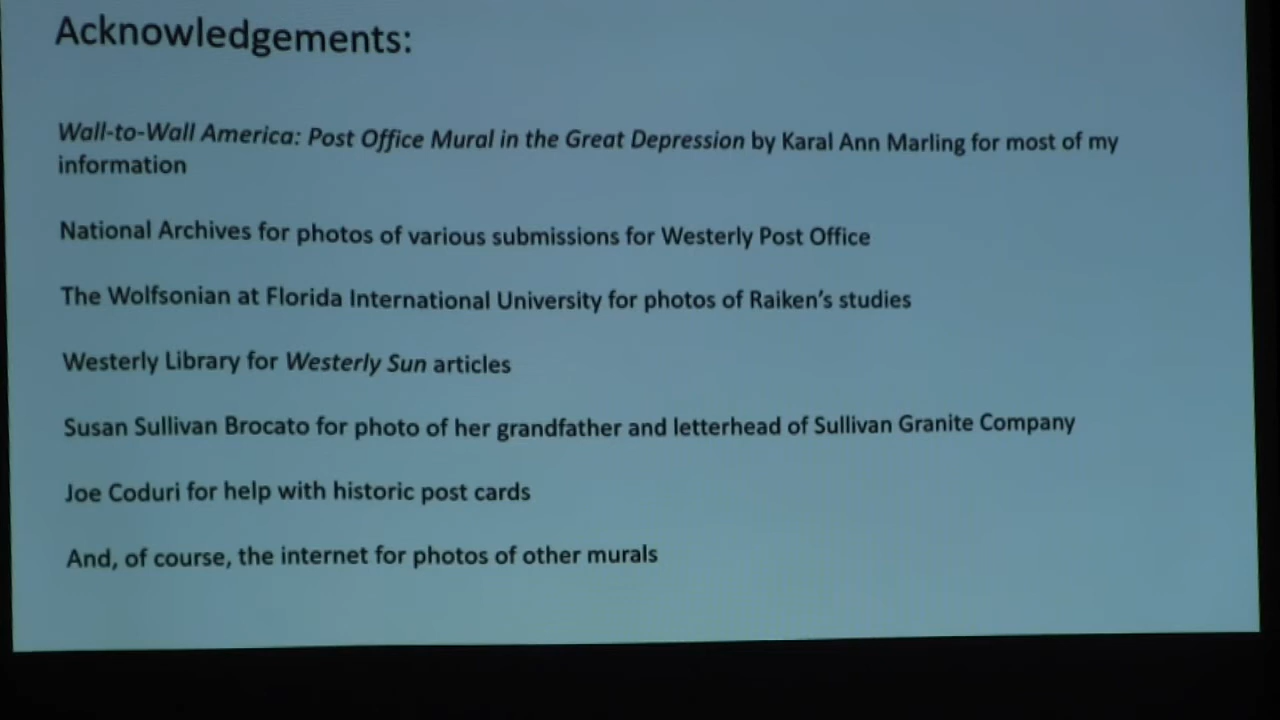 Acknowledgements:
Wall-to-Wall America: Post Office Mural in the Great Depression by Karal Ann Marling for most of my
information
National Archives for photos of various submissions for Westerly Post Office
The Wolfsonian at Florida International University for photos of Raiken's studies
Westerly Library for Westerly Sun articles
Susan Sullivan Brocato for photo of her grandfather and letterhead of Sullivan Granite Company
Joe Coduri for help with historic post cards
And, of course, the internet for photos of other murals